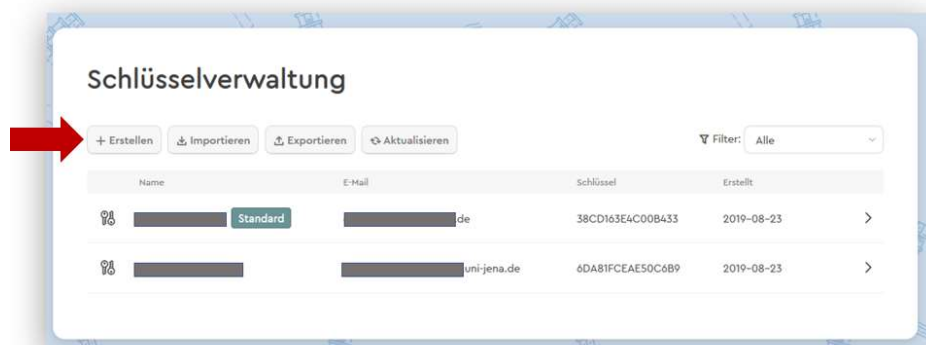 Schlüsselverwaltung
Erstellen Importieren Exportieren Aktualisieren Filter: Alle
Name E-Mail Schlüssel Erstellt
Standard de 38CD163E4C00B433 2019-08-23
uni-jena.de 6DA81FCEAE50C6B9 2019-08-23